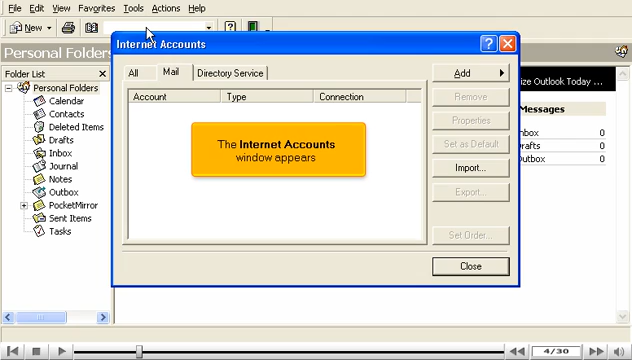 File Edit View Favorites Tools Actions Help
New
Personal Folders
Internet Accounts
Folder List
Personal Folders
Calendar
Contacts
Deleted Items
Drafts
Inbox
Journal
Notes
Outbox
PocketMirror
Sent Items
Tasks
All Mail Directory Service
Account Type Connection
The Internet Accounts
window appears
Add
Remove
Properties
Set as Default
Import...
Export...
Set Order...
Close
ize Outlook Today ...
Messages
nbox 0
rafts 0
utbox 0
4/30